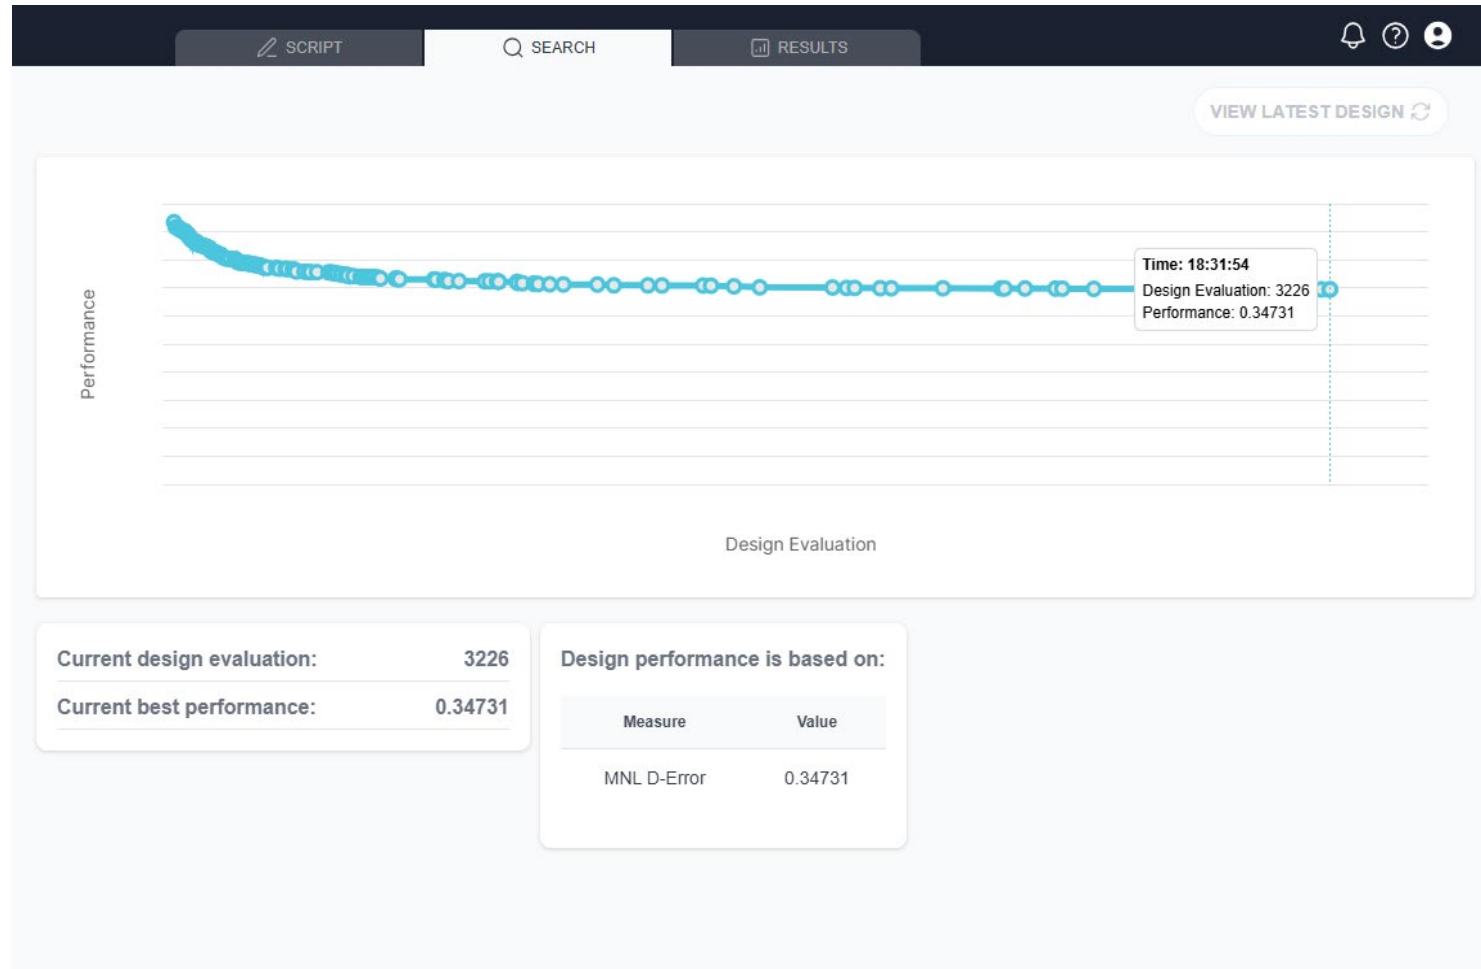 SCRIPT
SEARCH
RESULTS
VIEW LATEST DESIGN
Performance
Time: 18:31:54
Design Evaluation: 3226
Performance: 0.34731
Design Evaluation
Current design evaluation: 3226
Current best performance: 0.34731
Design performance is based on:
Measure Value
MNL D-Error 0.34731